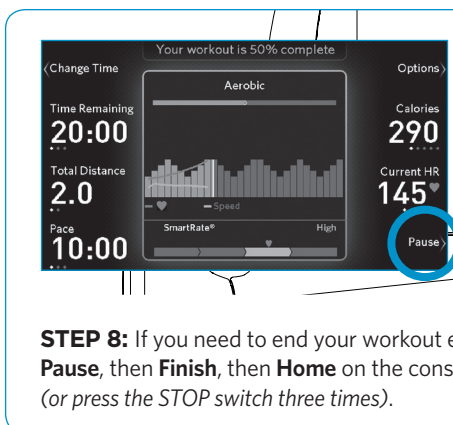 Your workout is 50% complete
Change Time
Options
Aerobic
Time Remaining
20:00
Calories
290
Total Distance
2.0
Current HR
145
Speed
Pace
10:00
SmartRate®
High
Pause
STEP 8: If you need to end your workout e
Pause, then Finish, then Home on the cons
(or press the STOP switch three times).